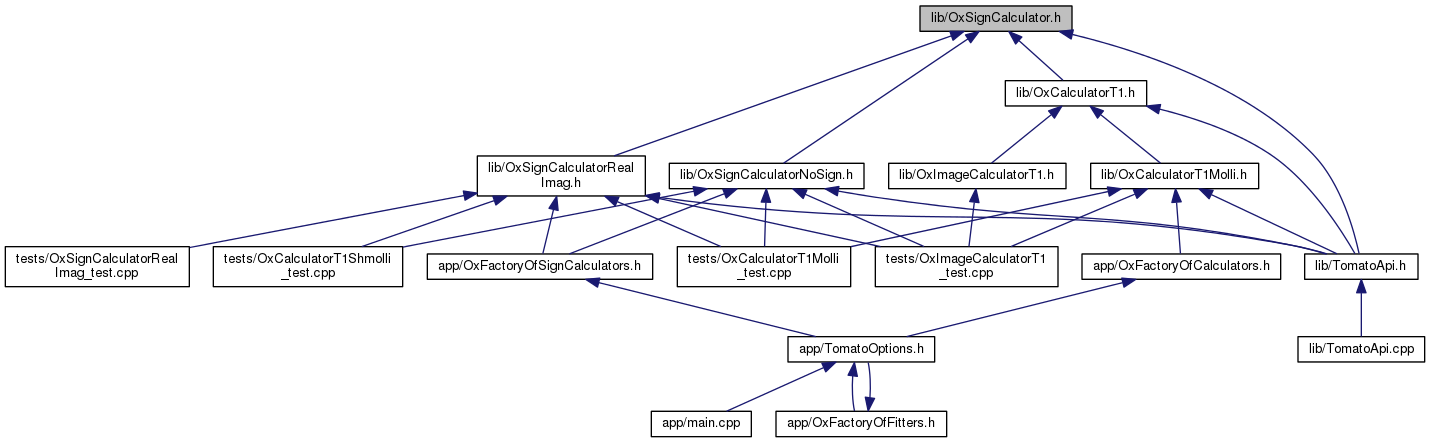 lib/OxSignCalculator.h
lib/OxCalculatorT1.h
lib/OxSignCalculatorReal
Imag.h
lib/OxSignCalculatorNoSign.h
lib/OxImageCalculatorT1.h
lib/OxCalculatorT1Molli.h
tests/OxSignCalculatorReal
Imag_test.cpp
tests/OxCalculatorT1Shmolli
_test.cpp
app/OxFactoryOfSignCalculators.h
tests/OxCalculatorT1Molli
_test.cpp
tests/OxImageCalculatorT1
_test.cpp
app/OxFactoryOfCalculators.h
lib/TomatoApi.h
app/TomatoOptions.h
lib/TomatoApi.cpp
app/main.cpp
app/OxFactoryOfFitters.h